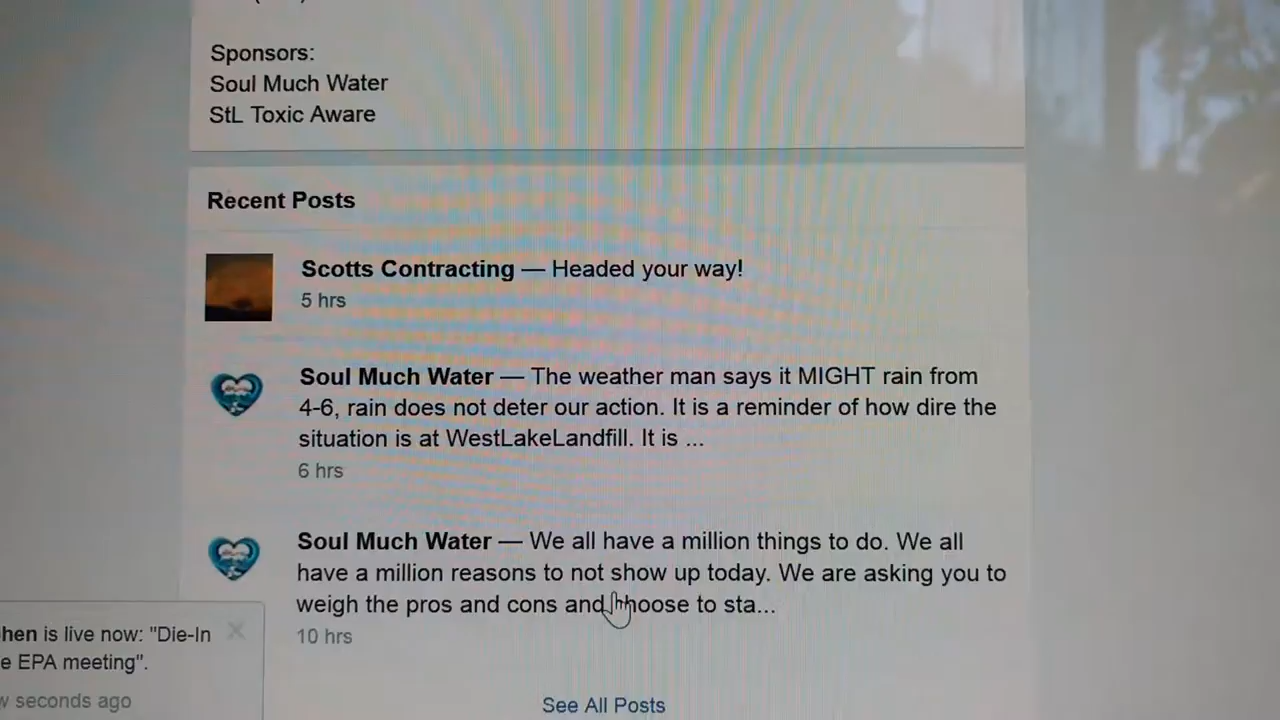 Sponsors:
Soul Much Water
StL Toxic Aware
Recent Posts
Scotts Contracting — Headed your way!
5 hrs
Soul Much Water — The weather man says it MIGHT rain from
4-6, rain does not deter our action. It is a reminder of how dire the
situation is at WestLakeLandfill. It is ...
6 hrs
Soul Much Water — We all have a million things to do. We all
have a million reasons to not show up today. We are asking you to
weigh the pros and cons and choose to sta...
10 hrs
hen is live now: "Die-In
e EPA meeting".
w seconds ago
See All Posts